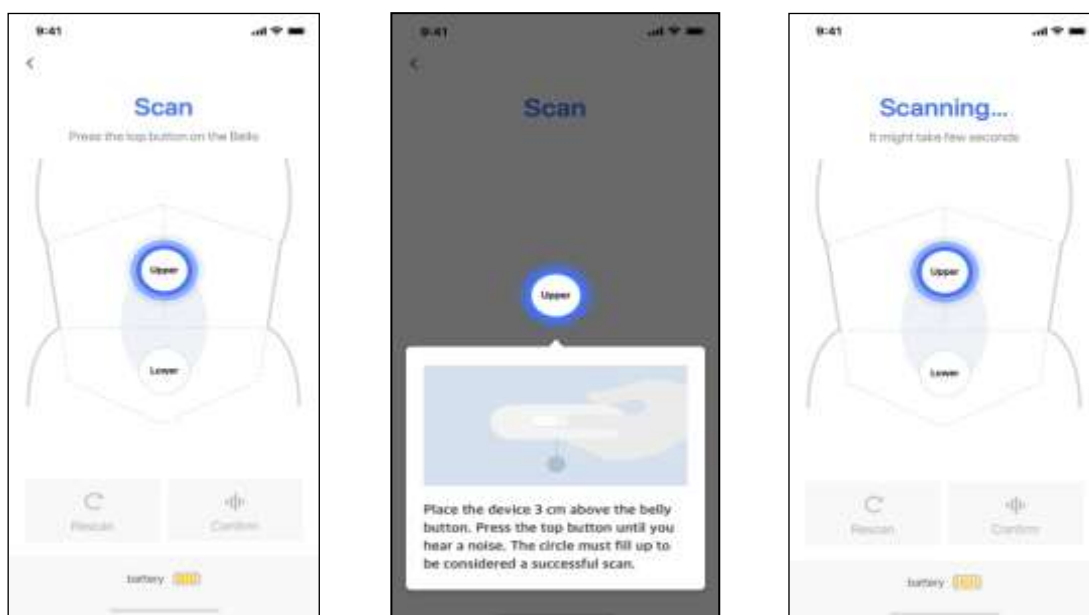 9:41
Scan
Press the top button on the Bello
Upper
Lower
Rescan
Confirm
battery
9:41
Scan
Upper
Place the device 3 cm above the belly
button. Press the top button until you
hear a noise. The circle must fill up to
be considered a successful scan.
9:41
Scanning...
It might take few seconds
Upper
Lower
Rescan
Confirm
battery